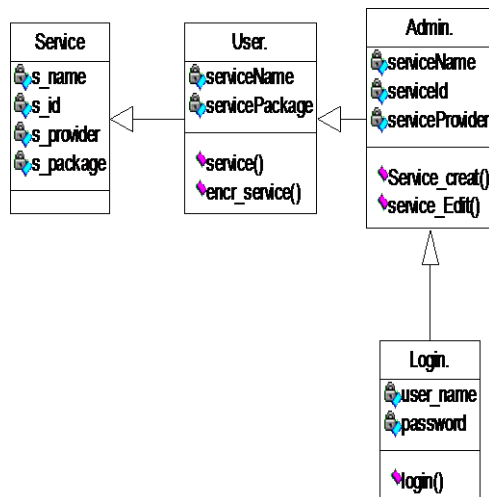 Service
s_name
s_id
s_provider
s_package
User.
serviceName
servicePackage
service()
encr_service()
Admin.
serviceName
serviceId
serviceProvider
Service_creat()
service_Edit()
Login.
user_name
password
login()